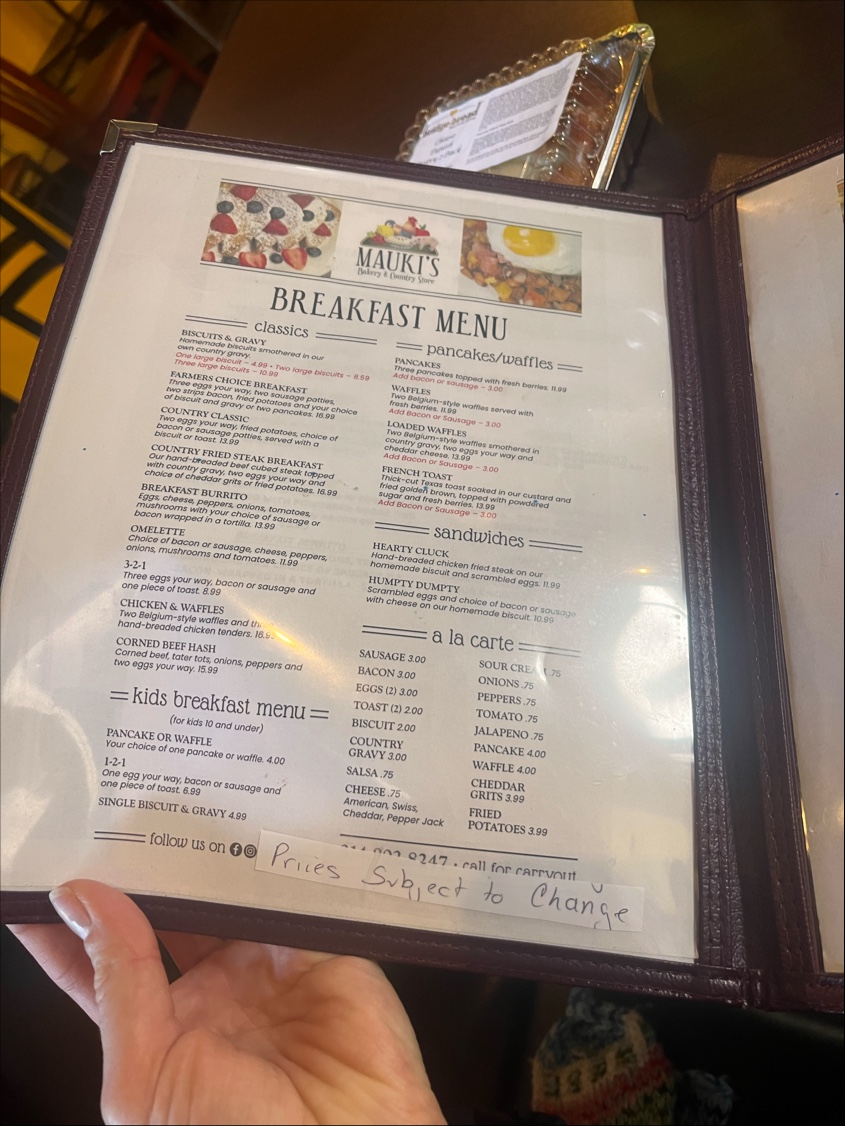 MAUKI'S
Bakery & Country Store
BREAKFAST MENU
classics
BISCUITS & GRAVY
Homemade biscuits smothered in our
own country gravy.
One large biscuit - 4.99 • Two large biscuits - 8.59
Three large biscuits - 10.99
FARMERS CHOICE BREAKFAST
Three eggs your way, two sausage patties,
two strips bacon, fried potatoes and your choice
of biscuit and gravy or two pancakes. 16.99
COUNTRY CLASSIC
Two eggs your way, fried potatoes, choice of
bacon or sausage patties, served with a
biscuit or toast. 13.99
COUNTRY FRIED STEAK BREAKFAST
Our hand-breaded beef cubed steak topped
with country gravy, two eggs your way and
choice of cheddar grits or fried potatoes. 16.99
BREAKFAST BURRITO
Eggs, cheese, peppers, onions, tomatoes,
mushrooms with your choice of sausage or
bacon wrapped in a tortilla. 13.99
OMELETTE
Choice of bacon or sausage, cheese, peppers,
onions, mushrooms and tomatoes. 11.99
3-2-1
Three eggs your way, bacon or sausage and
one piece of toast. 8.99
CHICKEN & WAFFLES
Two Belgium-style waffles and
hand-breaded chicken tenders.
CORNED BEEF HASH
Corned beef, tater tots, onions, peppers and
two eggs your way. 15.99
kids breakfast menu
(for kids 10 and under)
PANCAKE OR WAFFLE
Your choice of one pancake or waffle. 4.00
1-2-1
One egg your way, bacon or sausage and
one piece of toast. 6.99
SINGLE BISCUIT & GRAVY 4.99
follow us on
pancakes/waffles
PANCAKES
Three pancakes topped with fresh berries. 11.99
Add bacon or sausage - 3.00
WAFFLES
Two Belgium-style waffles served with
fresh berries. 11.99
Add Bacon or Sausage - 3.00
LOADED WAFFLES
Two Belgium-style waffles smothered in
country gravy, two eggs your way and
cheddar cheese. 13.99
Add Bacon or Sausage - 3.00
FRENCH TOAST
Thick-cut Texas toast soaked in our custard and
fried golden brown, topped with powdered
sugar and fresh berries. 13.99
Add Bacon or Sausage - 3.00
sandwiches
HEARTY CLUCK
Hand-breaded chicken fried steak on our
homemade biscuit and scrambled eggs. 11.99
HUMPTY DUMPTY
Scrambled eggs and choice of bacon or sausage
with cheese on our homemade biscuit. 10.99
a la carte
SAUSAGE 3.00
BACON 3.00
EGGS (2) 3.00
TOAST (2) 2.00
BISCUIT 2.00
COUNTRY
GRAVY 3.00
SALSA .75
CHEESE .75
American, Swiss,
Cheddar, Pepper Jack
SOUR CREAM .75
ONIONS .75
PEPPERS .75
TOMATO .75
JALAPENO .75
PANCAKE 4.00
WAFFLE 4.00
CHEDDAR
GRITS 3.99
FRIED
POTATOES 3.99
9247 • call for carryout
Prices Subject to Change